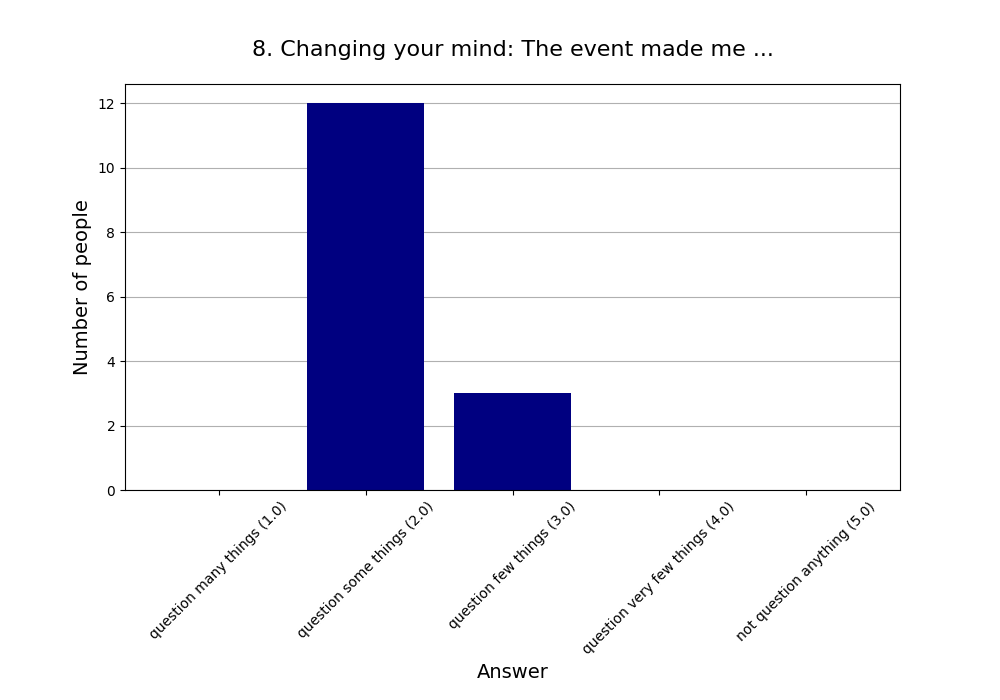 8. Changing your mind: The event made me ...
Number of people
12
10
8
6
4
2
0
question many things (1.0)
question some things (2.0)
question few things (3.0)
question very few things (4.0)
not question anything (5.0)
Answer